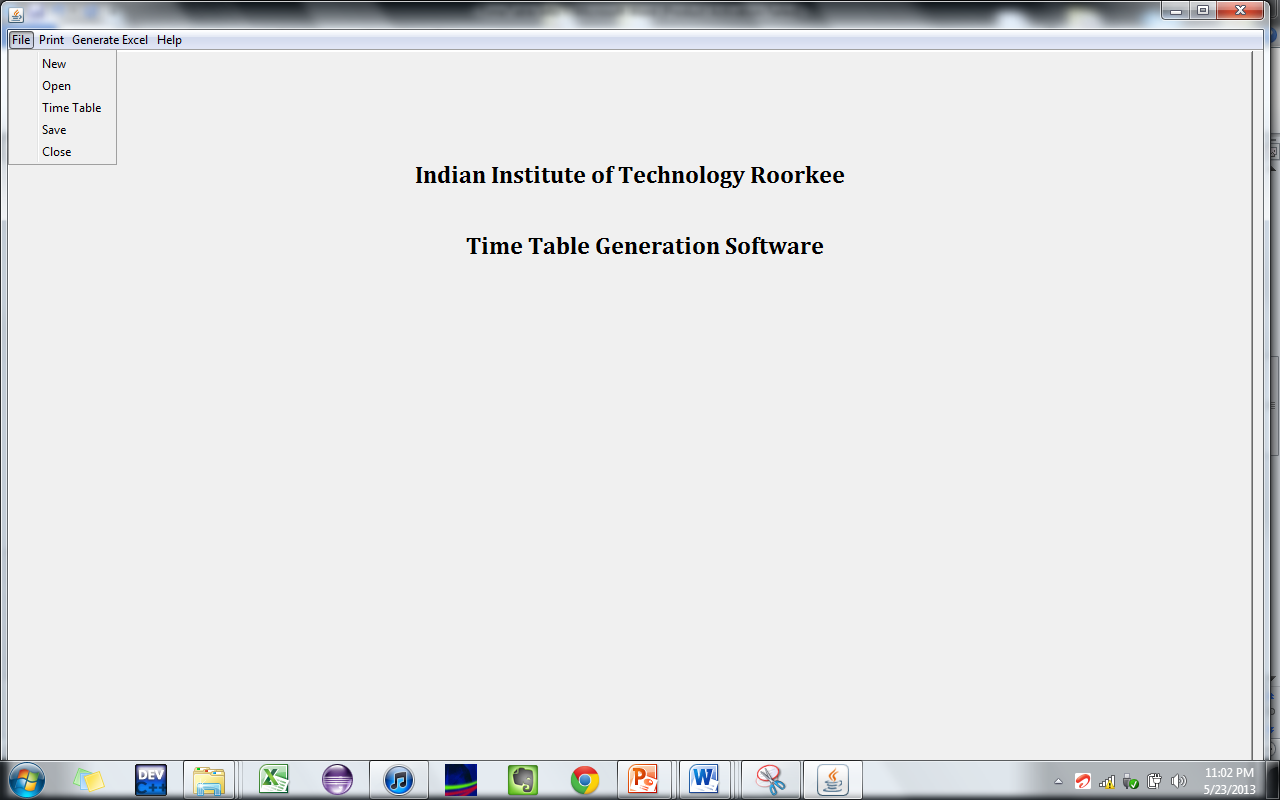 File Print Generate Excel Help
New
Open
Time Table
Save
Close
Indian Institute of Technology Roorkee
Time Table Generation Software
DEV
C++
11:02 PM
5/23/2013